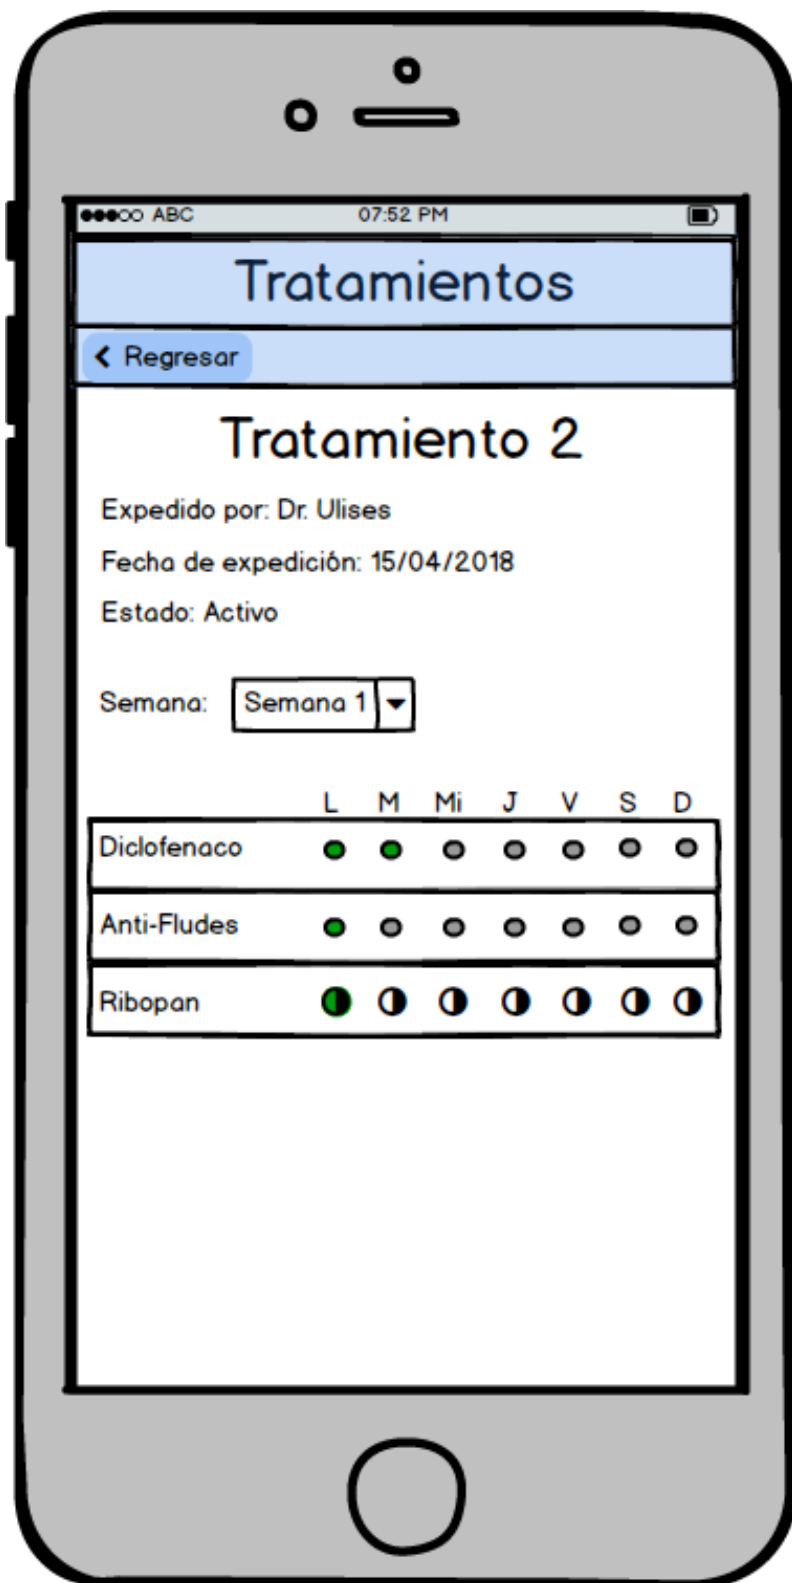 ABC 07:52 PM
Tratamientos
Regresar
Tratamiento 2
Expedido por: Dr. Ulises
Fecha de expedición: 15/04/2018
Estado: Activo
Semana: Semana 1
L M Mi J V S D
Diclofenaco
Anti-Fludes
Ribopan